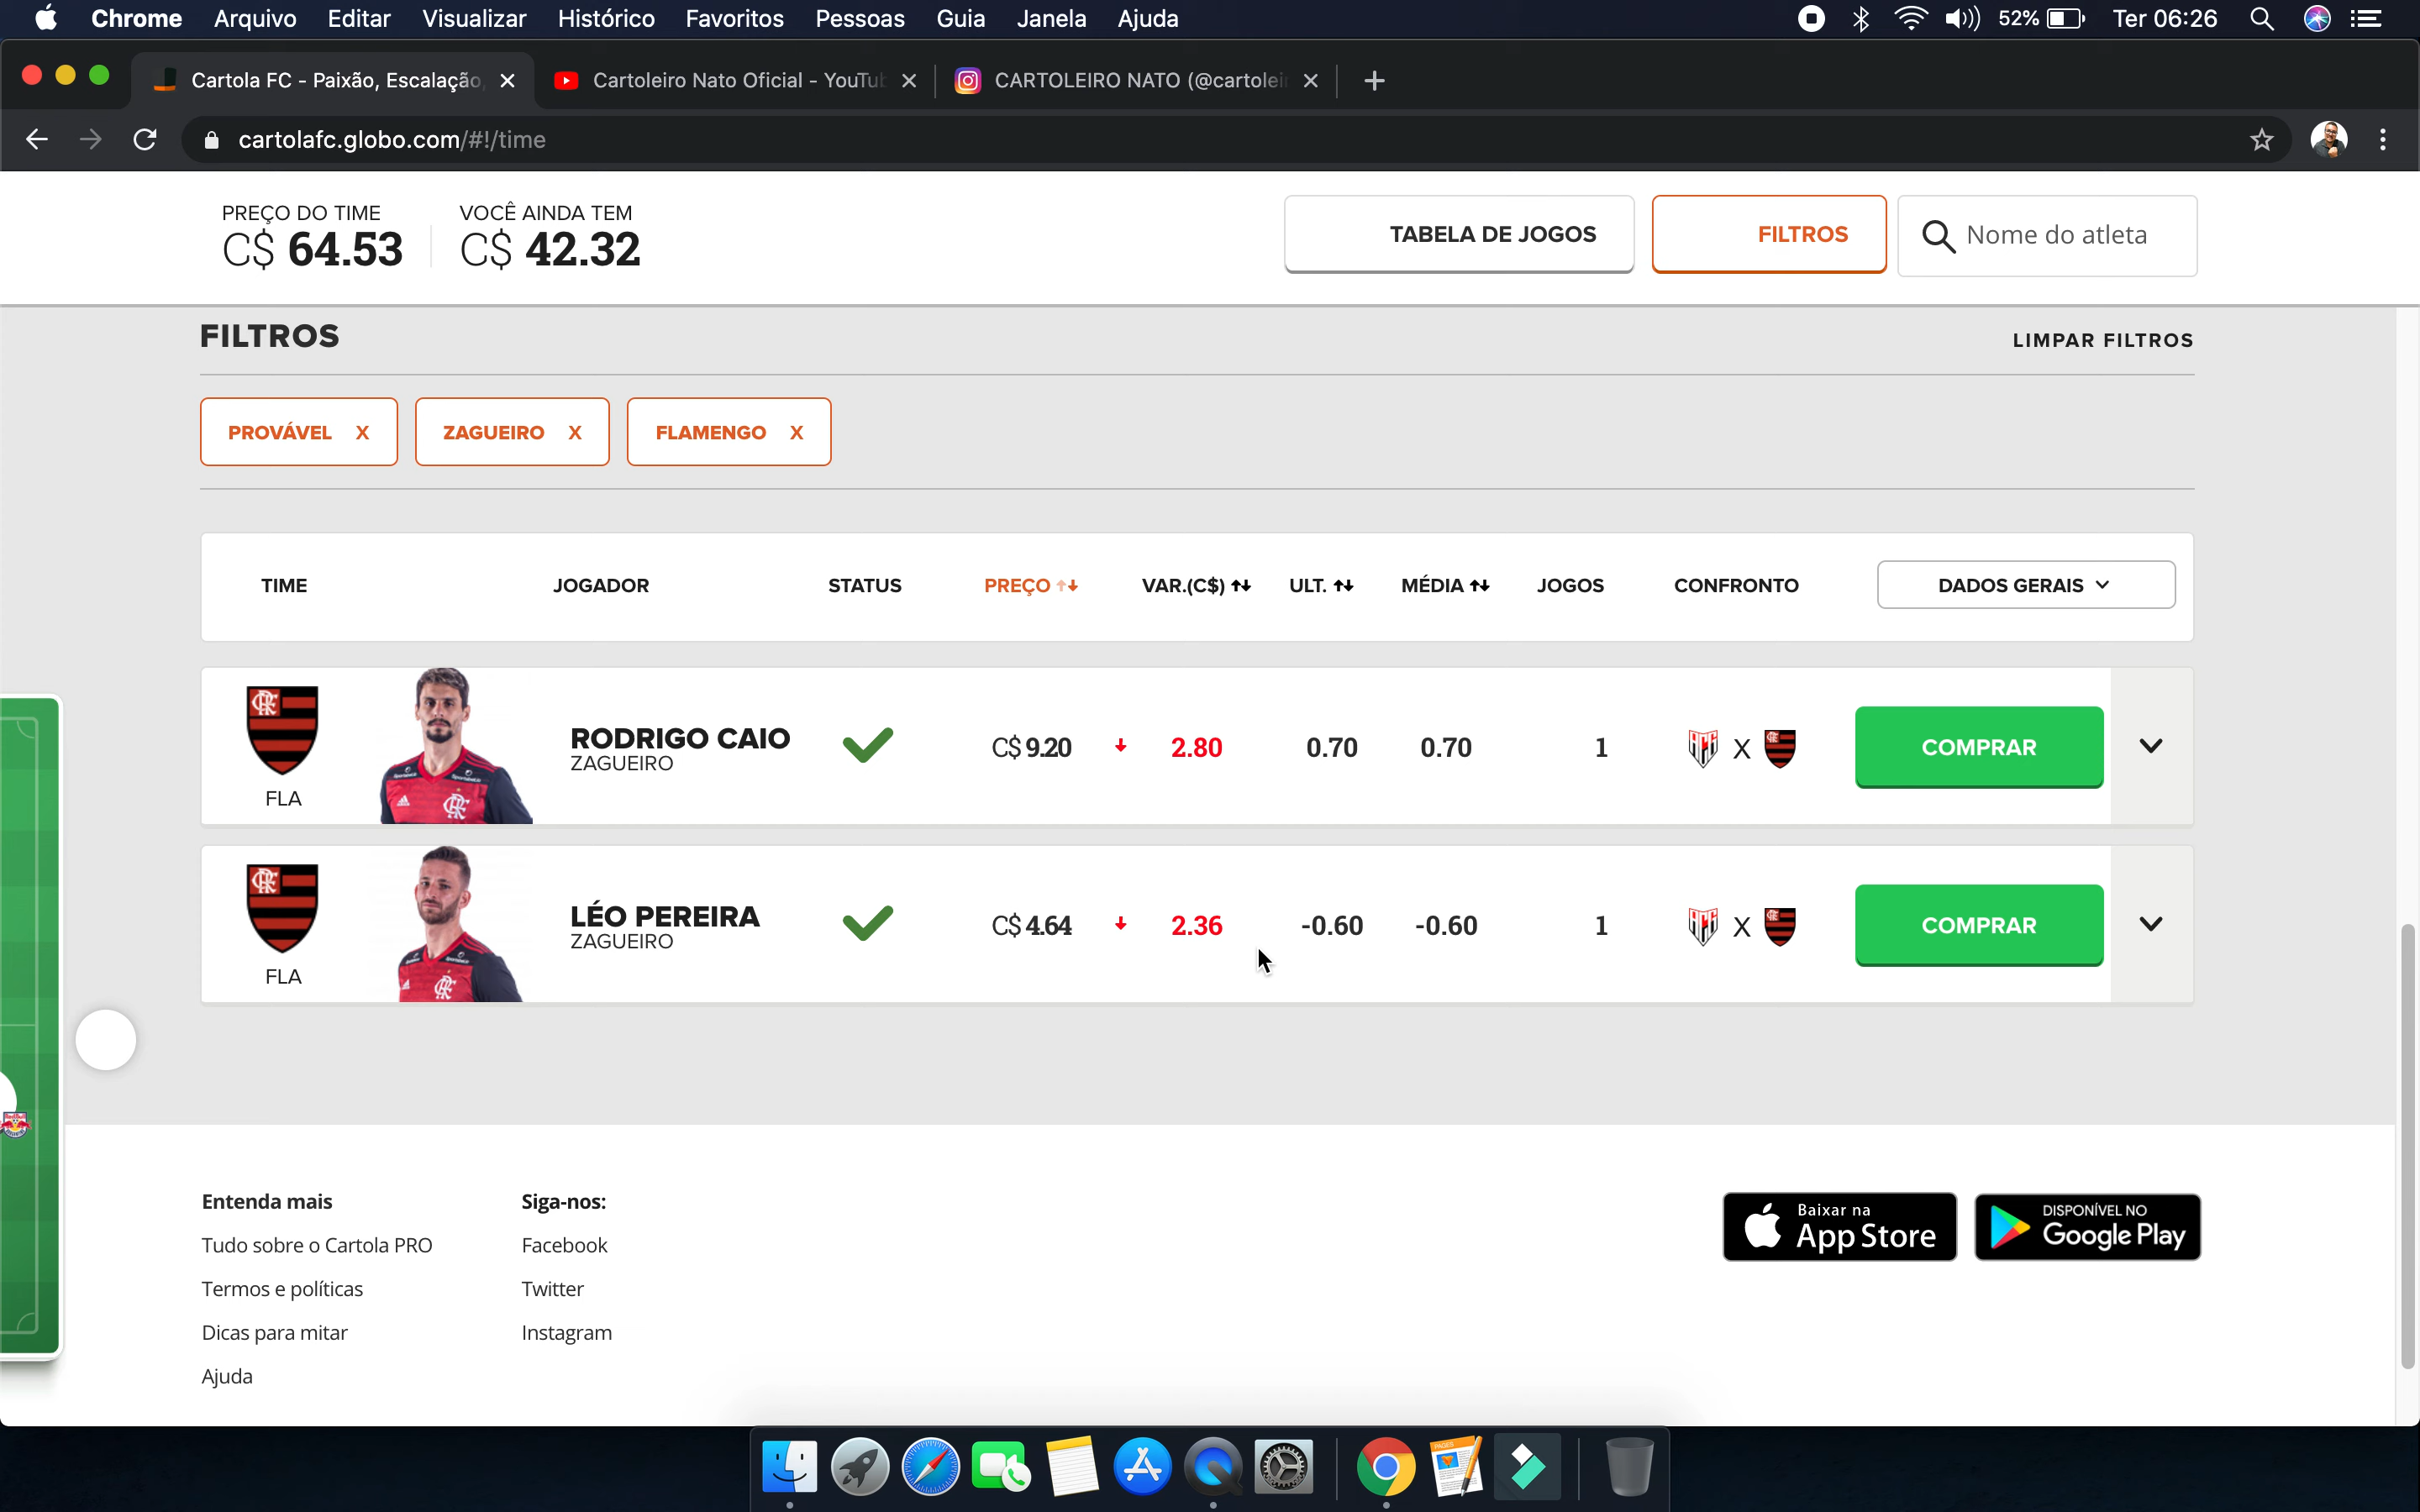 Chrome Arquivo Editar Visualizar Histórico Favoritos Pessoas Guia Janela Ajuda 52% Ter 06:26
Cartola FC - Paixão, Escalação, Cartoleiro Nato Oficial - YouTub CARTOLEIRO NATO (@cartolei
cartolafc.globo.com/#!/time
PREÇO DO TIME VOCÊ AINDA TEM
C$ 64.53 C$ 42.32
TABELA DE JOGOS FILTROS Nome do atleta
FILTROS LIMPAR FILTROS
PROVÁVEL X ZAGUEIRO X FLAMENGO X
TIME JOGADOR STATUS PREÇO VAR.(C$) ULT. MÉDIA JOGOS CONFRONTO DADOS GERAIS
RODRIGO CAIO C$ 9.20 2.80 0.70 0.70 1 X COMPRAR
ZAGUEIRO
FLA
LÉO PEREIRA C$ 4.64 2.36 -0.60 -0.60 1 X COMPRAR
ZAGUEIRO
FLA
Entenda mais
Tudo sobre o Cartola PRO
Termos e políticas
Dicas para mitar
Ajuda
Siga-nos:
Facebook
Twitter
Instagram
Baixar na
App Store
DISPONÍVEL NO
Google Play
PAGES